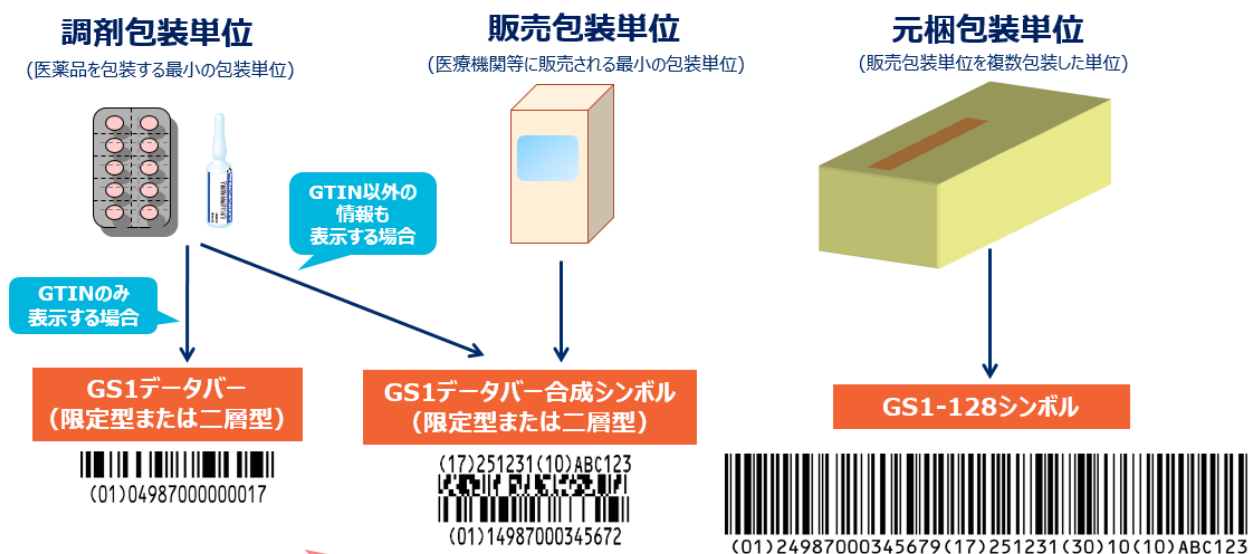 調剤包装単位
(医薬品を包装する最小の包装単位)
販売包装単位
(医療機関等に販売される最小の包装単位)
元梱包装単位
(販売包装単位を複数包装した単位)
GTIN以外の
情報も
表示する場合
GTINのみ
表示する場合
GS1データバー
(限定型または二層型)
GS1データバー合成シンボル
(限定型または二層型)
GS1-128シンボル
(01)04987000000017
(17)251231(10)ABC123
(01)14987000345672
(01)24987000345679(17)251231(30)10(10)ABC123